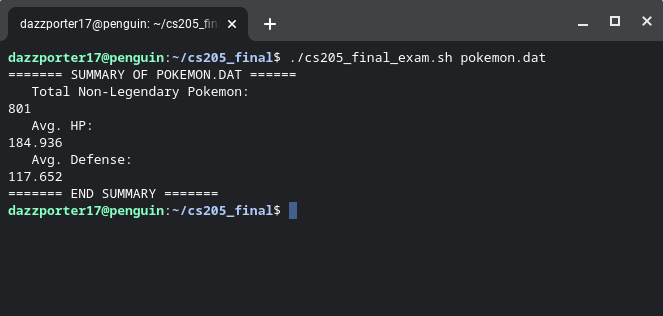 dazzporter17@penguin: ~/cs205_fin
dazzporter17@penguin:~/cs205_final$ ./cs205_final_exam.sh pokemon.dat
======= SUMMARY OF POKEMON.DAT ======
   Total Non-Legendary Pokemon:
801
   Avg. HP:
184.936
   Avg. Defense:
117.652
======= END SUMMARY =======
dazzporter17@penguin:~/cs205_final$